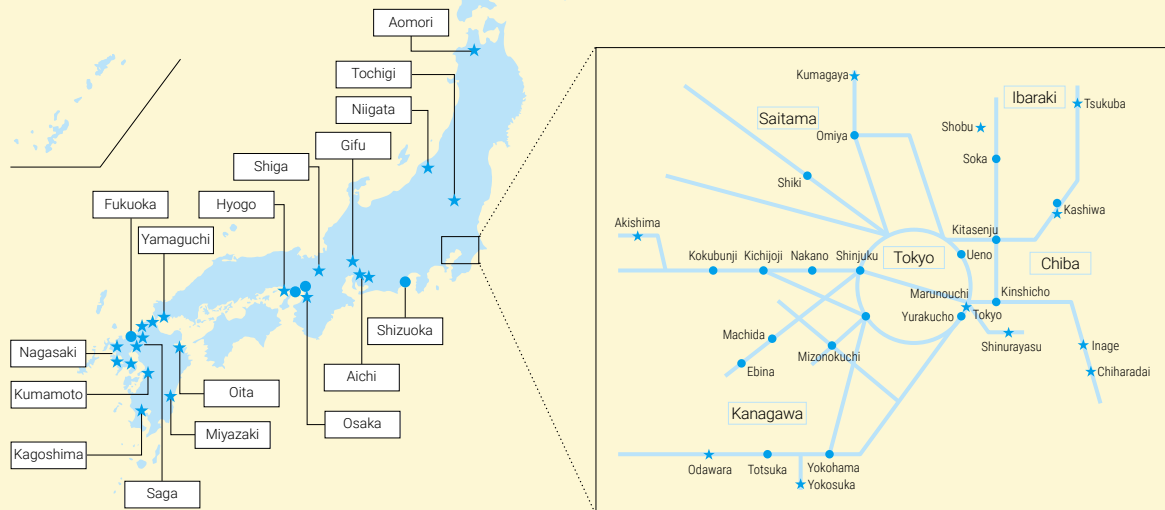 Aomori
Tochigi
Niigata
Gifu
Shiga
Fukuoka
Hyogo
Yamaguchi
Shizuoka
Nagasaki
Aichi
Kumamoto
Oita
Osaka
Miyazaki
Kagoshima
Saga
Kumagaya
Ibaraki
Tsukuba
Saitama
Shobu
Omiya
Soka
Shiki
Kashiwa
Akishima
Kitasenju
Kokubunji
Kichijoji
Nakano
Shinjuku
Tokyo
Ueno
Chiba
Marunouchi
Kinshicho
Yurakucho
Tokyo
Machida
Shinurayasu
Inage
Mizonokuchi
Ebina
Chiharadai
Kanagawa
Odawara
Totsuka
Yokohama
Yokosuka